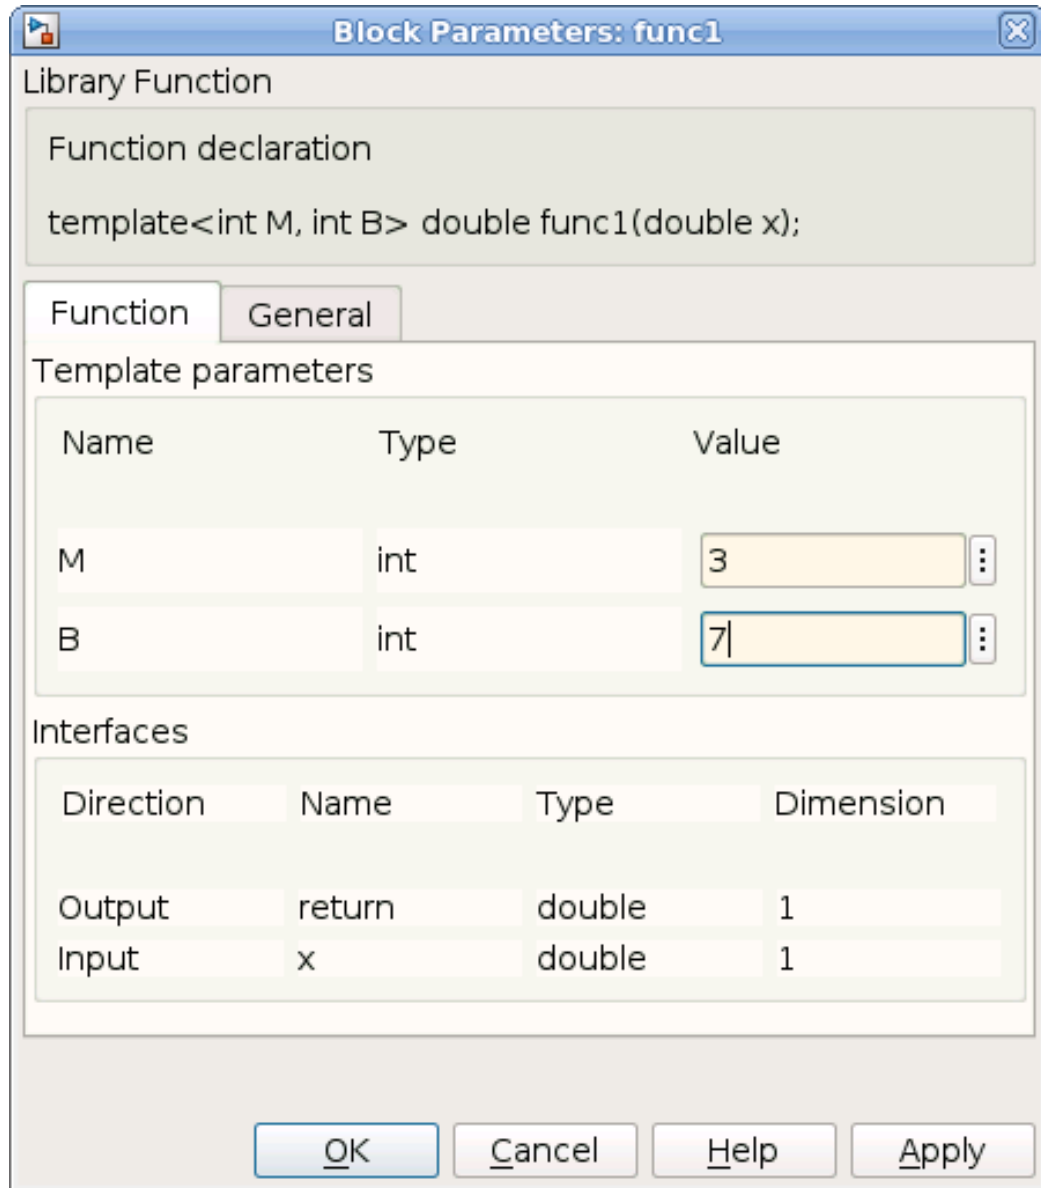 Block Parameters: func1
Library Function
Function declaration
template<int M, int B> double func1(double x);
Function General
Template parameters
Name Type Value
M int 3
B int 7
Interfaces
Direction Name Type Dimension
Output return double 1
Input x double 1
OK Cancel Help Apply